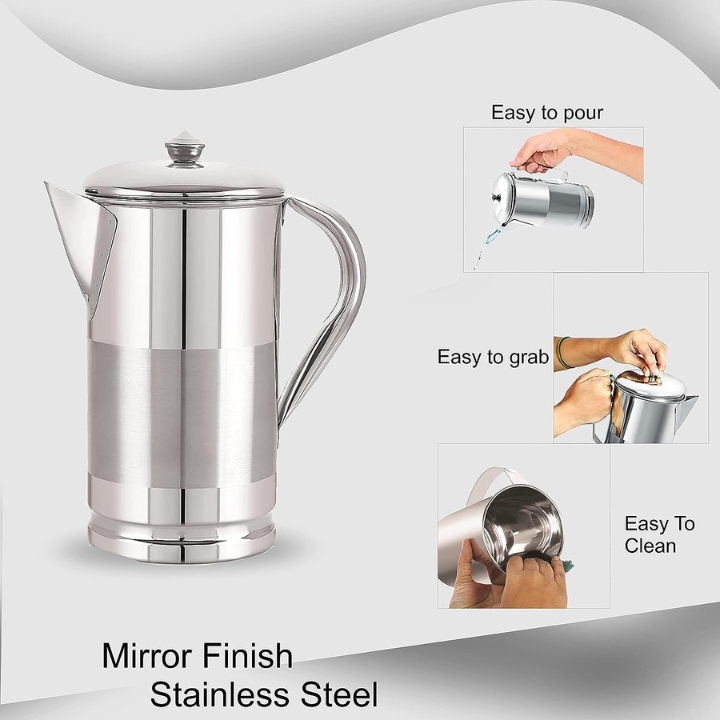 Easy to pour
Easy to grab
Easy To
Clean
Mirror Finish
Stainless Steel